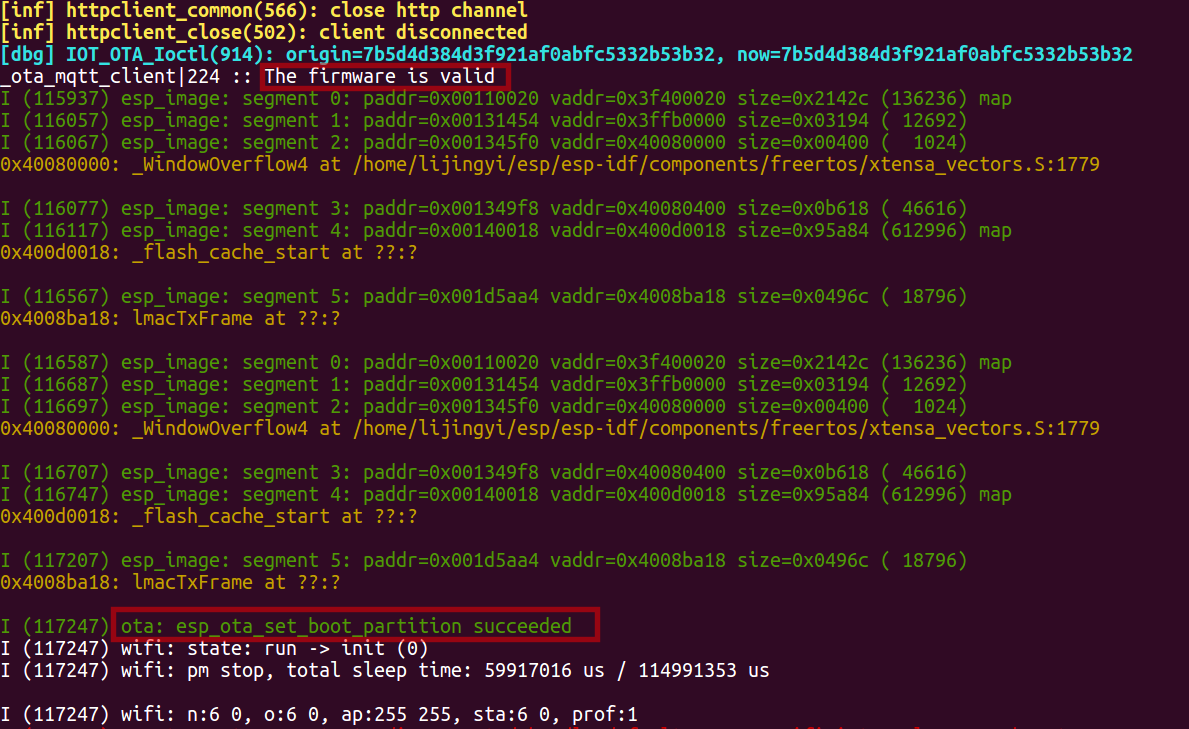 [inf] httpclient_common(566): close http channel
[inf] httpclient_close(502): client disconnected
[dbg] IOT_OTA_Ioctl(914): origin=7b5d4d384d3f921af0abfc5332b53b32, now=7b5d4d384d3f921af0abfc5332b53b32
_ota_mqtt_client|224 :: The firmware is valid
I (115937) esp_image: segment 0: paddr=0x00110020 vaddr=0x3f400020 size=0x2142c (136236) map
I (116057) esp_image: segment 1: paddr=0x00131454 vaddr=0x3ffb0000 size=0x03194 ( 12692)
I (116067) esp_image: segment 2: paddr=0x001345f0 vaddr=0x40080000 size=0x00400 (  1024)
0x40080000: _WindowOverflow4 at /home/lijingyi/esp/esp-idf/components/freertos/xtensa_vectors.S:1779
I (116077) esp_image: segment 3: paddr=0x001349f8 vaddr=0x40080400 size=0x0b618 ( 46616)
I (116117) esp_image: segment 4: paddr=0x00140018 vaddr=0x400d0018 size=0x95a84 (612996) map
0x400d0018: _flash_cache_start at ??:?
I (116567) esp_image: segment 5: paddr=0x001d5aa4 vaddr=0x4008ba18 size=0x0496c ( 18796)
0x4008ba18: lmacTxFrame at ??:?
I (116587) esp_image: segment 0: paddr=0x00110020 vaddr=0x3f400020 size=0x2142c (136236) map
I (116687) esp_image: segment 1: paddr=0x00131454 vaddr=0x3ffb0000 size=0x03194 ( 12692)
I (116697) esp_image: segment 2: paddr=0x001345f0 vaddr=0x40080000 size=0x00400 (  1024)
0x40080000: _WindowOverflow4 at /home/lijingyi/esp/esp-idf/components/freertos/xtensa_vectors.S:1779
I (116707) esp_image: segment 3: paddr=0x001349f8 vaddr=0x40080400 size=0x0b618 ( 46616)
I (116747) esp_image: segment 4: paddr=0x00140018 vaddr=0x400d0018 size=0x95a84 (612996) map
0x400d0018: _flash_cache_start at ??:?
I (117207) esp_image: segment 5: paddr=0x001d5aa4 vaddr=0x4008ba18 size=0x0496c ( 18796)
0x4008ba18: lmacTxFrame at ??:?
I (117247) ota: esp_ota_set_boot_partition succeeded
I (117247) wifi: state: run -> init (0)
I (117247) wifi: pm stop, total sleep time: 59917016 us / 114991353 us
I (117247) wifi: n:6 0, o:6 0, ap:255 255, sta:6 0, prof:1